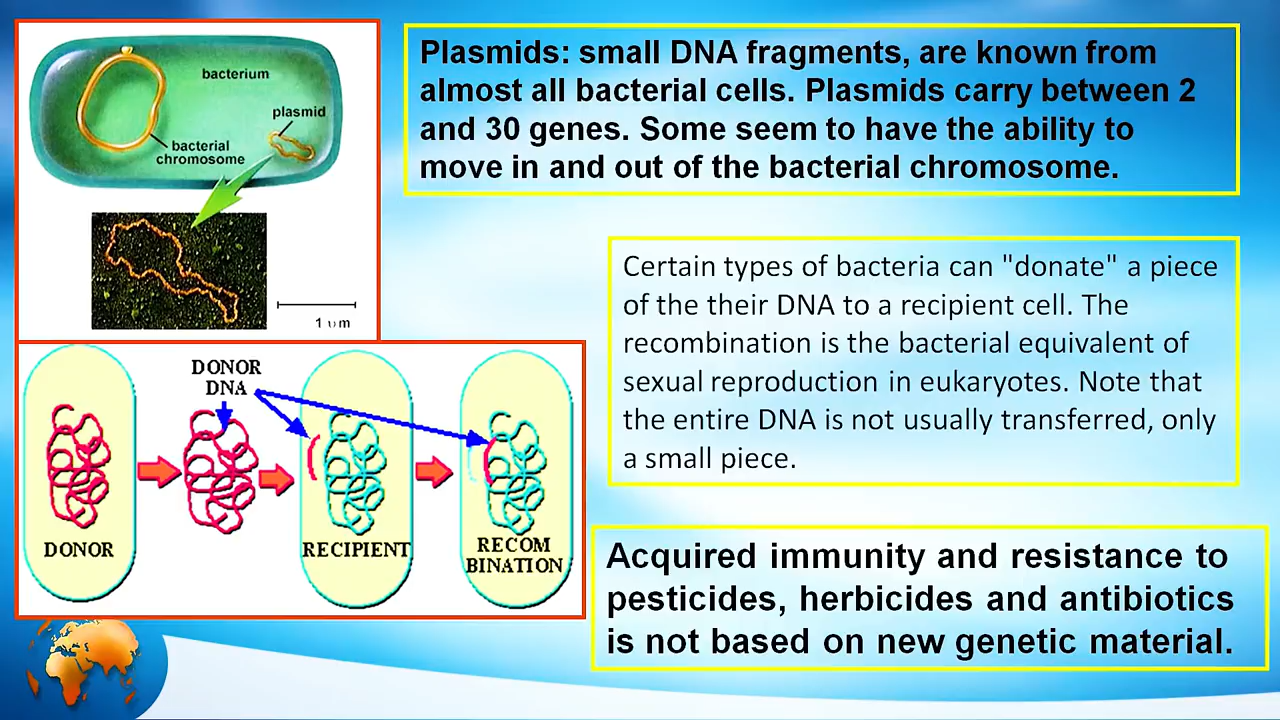 bacterium
plasmid
bacterial
chromosome
1 υm
Plasmids: small DNA fragments, are known from
almost all bacterial cells. Plasmids carry between 2
and 30 genes. Some seem to have the ability to
move in and out of the bacterial chromosome.
Certain types of bacteria can "donate" a piece
of the their DNA to a recipient cell. The
recombination is the bacterial equivalent of
sexual reproduction in eukaryotes. Note that
the entire DNA is not usually transferred, only
a small piece.
DONOR
DNA
DONOR
RECIPIENT
RECOM
BINATION
Acquired immunity and resistance to
pesticides, herbicides and antibiotics
is not based on new genetic material.